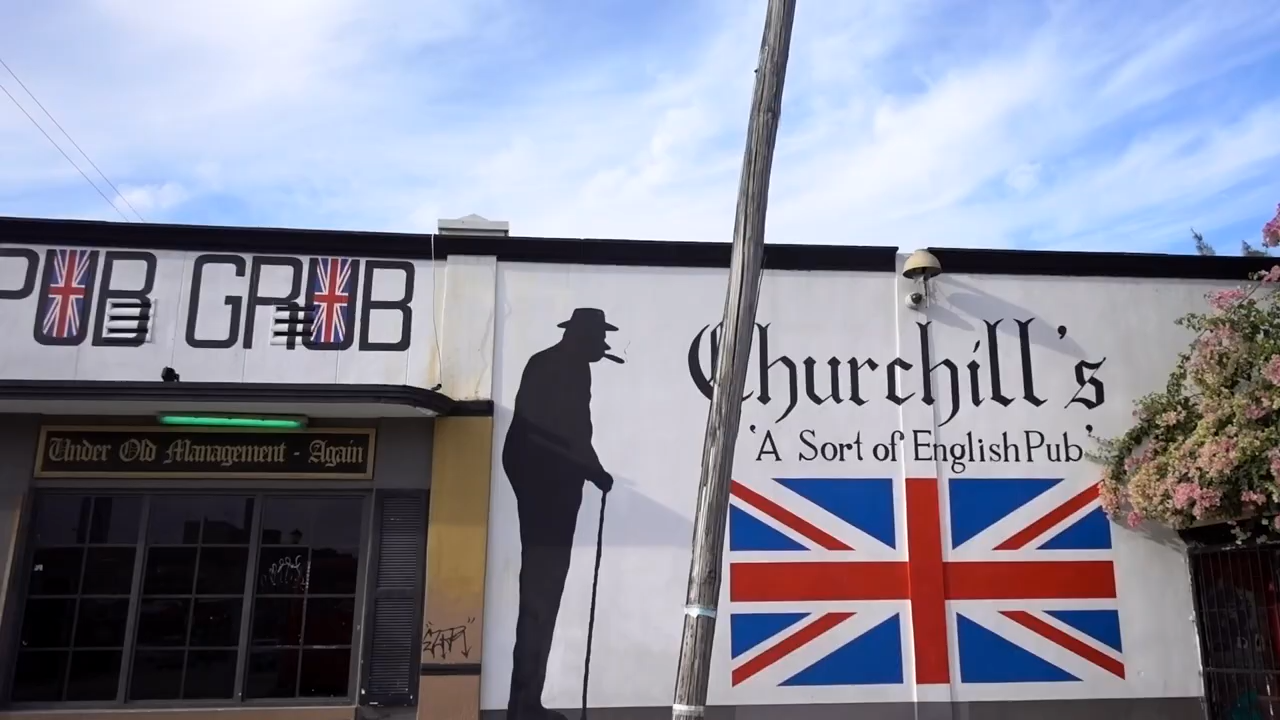 PUB GRUB
Under Old Management - Again
Churchill's
'A Sort of English Pub'